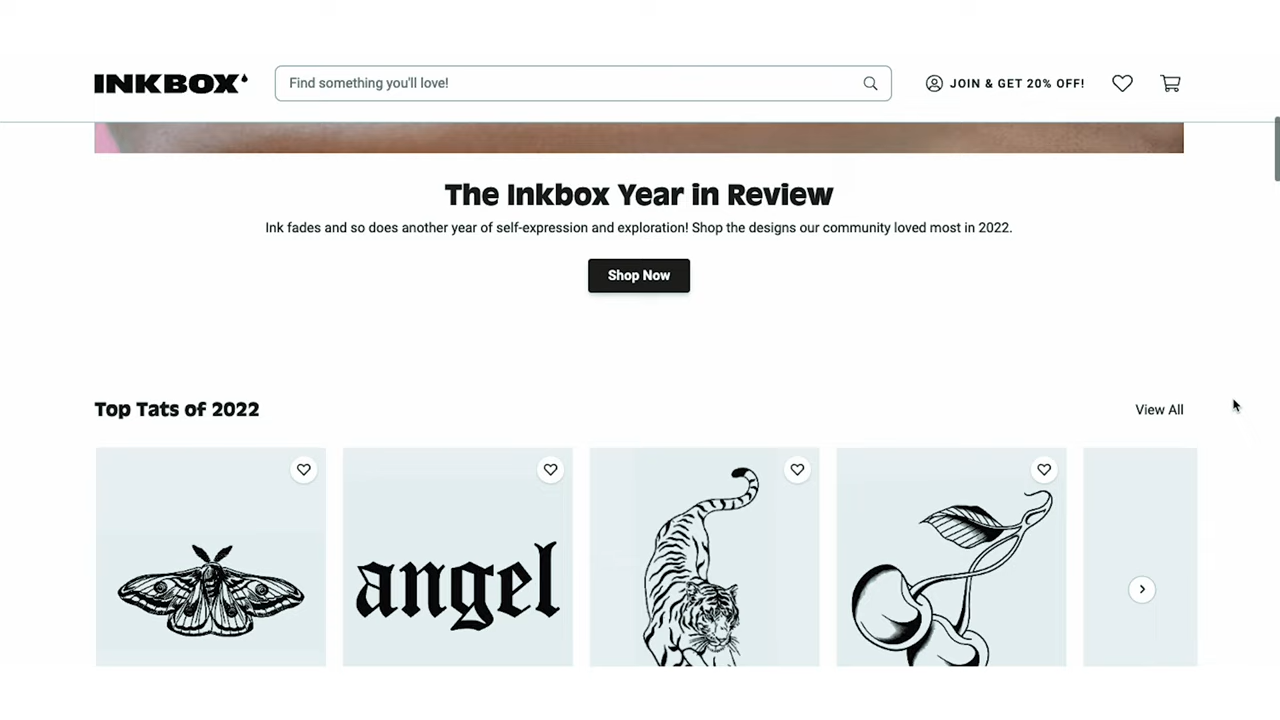 INKBOX
Find something you'll love!
JOIN & GET 20% OFF!
The Inkbox Year in Review
Ink fades and so does another year of self-expression and exploration! Shop the designs our community loved most in 2022.
Shop Now
Top Tats of 2022
View All
angel